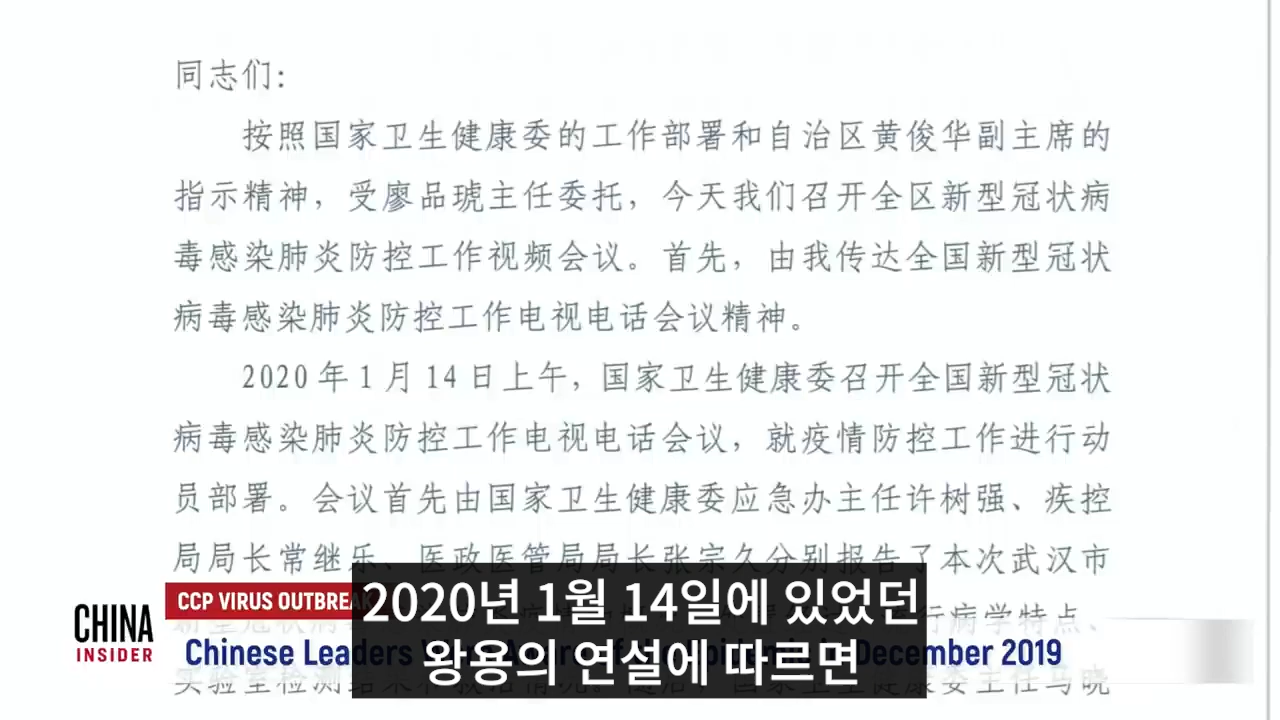 同志们：
按照国家卫生健康委的工作部署和自治区黄俊华副主席的
指示精神，受廖品琥主任委托，今天我们召开全区新型冠状病
毒感染肺炎防控工作视频会议。首先，由我传达全国新型冠状
病毒感染肺炎防控工作电视电话会议精神。
2020年1月14日上午，国家卫生健康委召开全国新型冠状
病毒感染肺炎防控工作电视电话会议，就疫情防控工作进行动
员部署。会议首先由国家卫生健康委应急办主任许树强、疾控
局局长常继乐、医政医管局局长张宗久分别报告了本次武汉市
行病学特点、
CCP VIRUS OUTBREAK
2020년 1월 14일에 있었던
왕용의 연설에 따르면
CHINA
INSIDER
Chinese Leaders December 2019